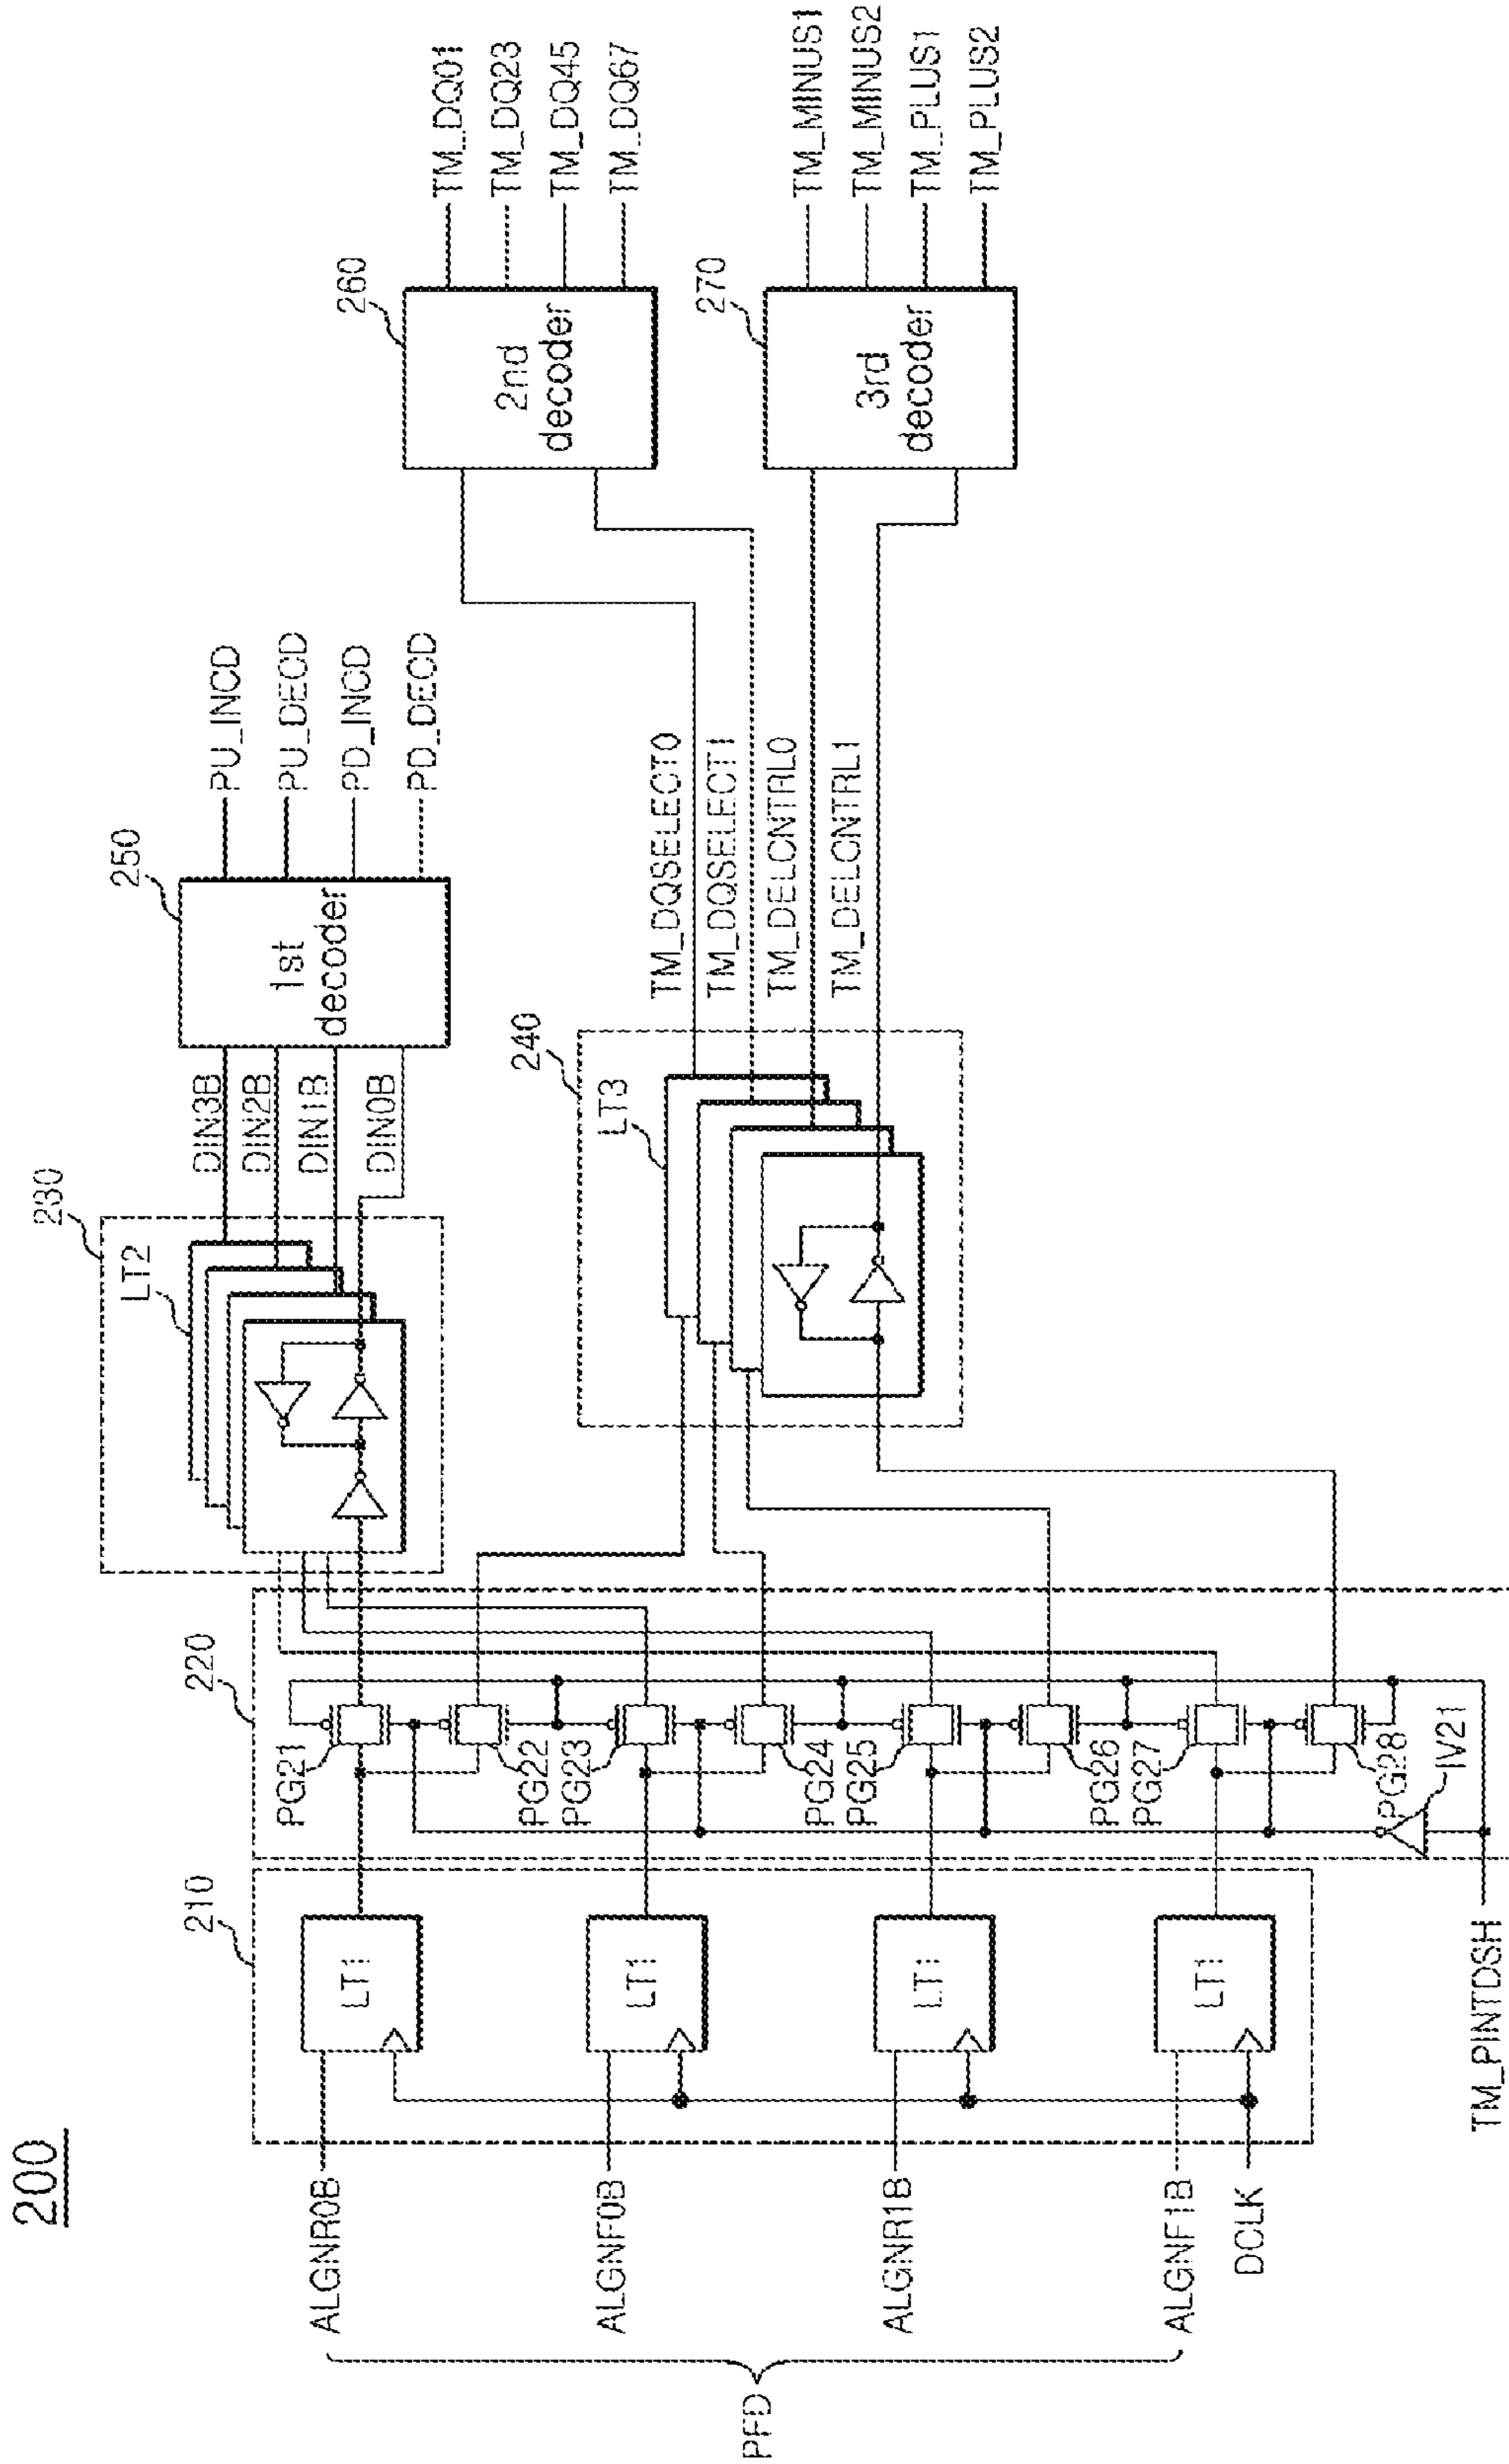 200
PFD
ALGNR0B
ALGNF0B
ALGNR1B
ALGNF1B
DCLK
TM_PINTDSH
210
LT1
LT1
LT1
LT1
220
PG21
PG22
PG23
PG24
PG25
PG26
PG27
PG28
IV21
230
LT2
DIN3B
DIN2B
DIN1B
DIN0B
250
1st
decoder
PU_INCD
PU_DECD
PD_INCD
PD_DECD
240
LT3
TM_DQSELECT0
TM_DQSELECT1
TM_DELCNTRL0
TM_DELCNTRL1
260
2nd
decoder
TM_DQ01
TM_DQ23
TM_DQ45
TM_DQ67
270
3rd
decoder
TM_MINUS1
TM_MINUS2
TM_PLUS1
TM_PLUS2